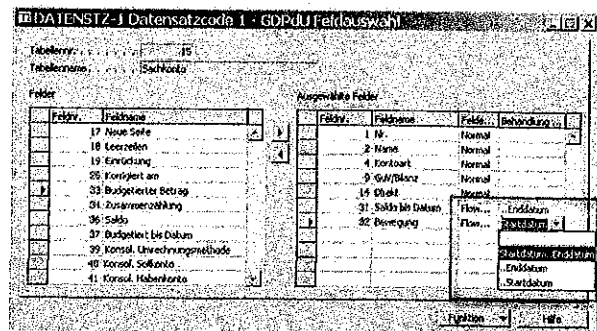 DATENSTZ-J Datensatzcode 1 - GDPdU Feldauswahl
Tabellennr. 15
Tabellenname Sachkonto
Felder
Feldnr. Feldname
17 Neue Seite
18 Leerzeilen
19 Einrückung
26 Korrigiert am
33 Budgetierter Betrag
34 Zusammenzählung
36 Saldo
37 Budgetiert bis Datum
39 Konsol. Umrechnungsmethode
40 Konsol. Sollkonto
41 Konsol. Habenkonto
Ausgewählte Felder
Feldnr. Feldname Felde... Behandlung ...
1 Nr. Normal
2 Name Normal
4 Kontoart Normal
9 GuV/Bilanz Normal
14 Objekt Normal
31 Saldo bis Datum Flow... ..Enddatum
32 Bewegung Flow... Startdatum
Startdatum..Enddatum
..Enddatum
..Startdatum
Funktion Hilfe